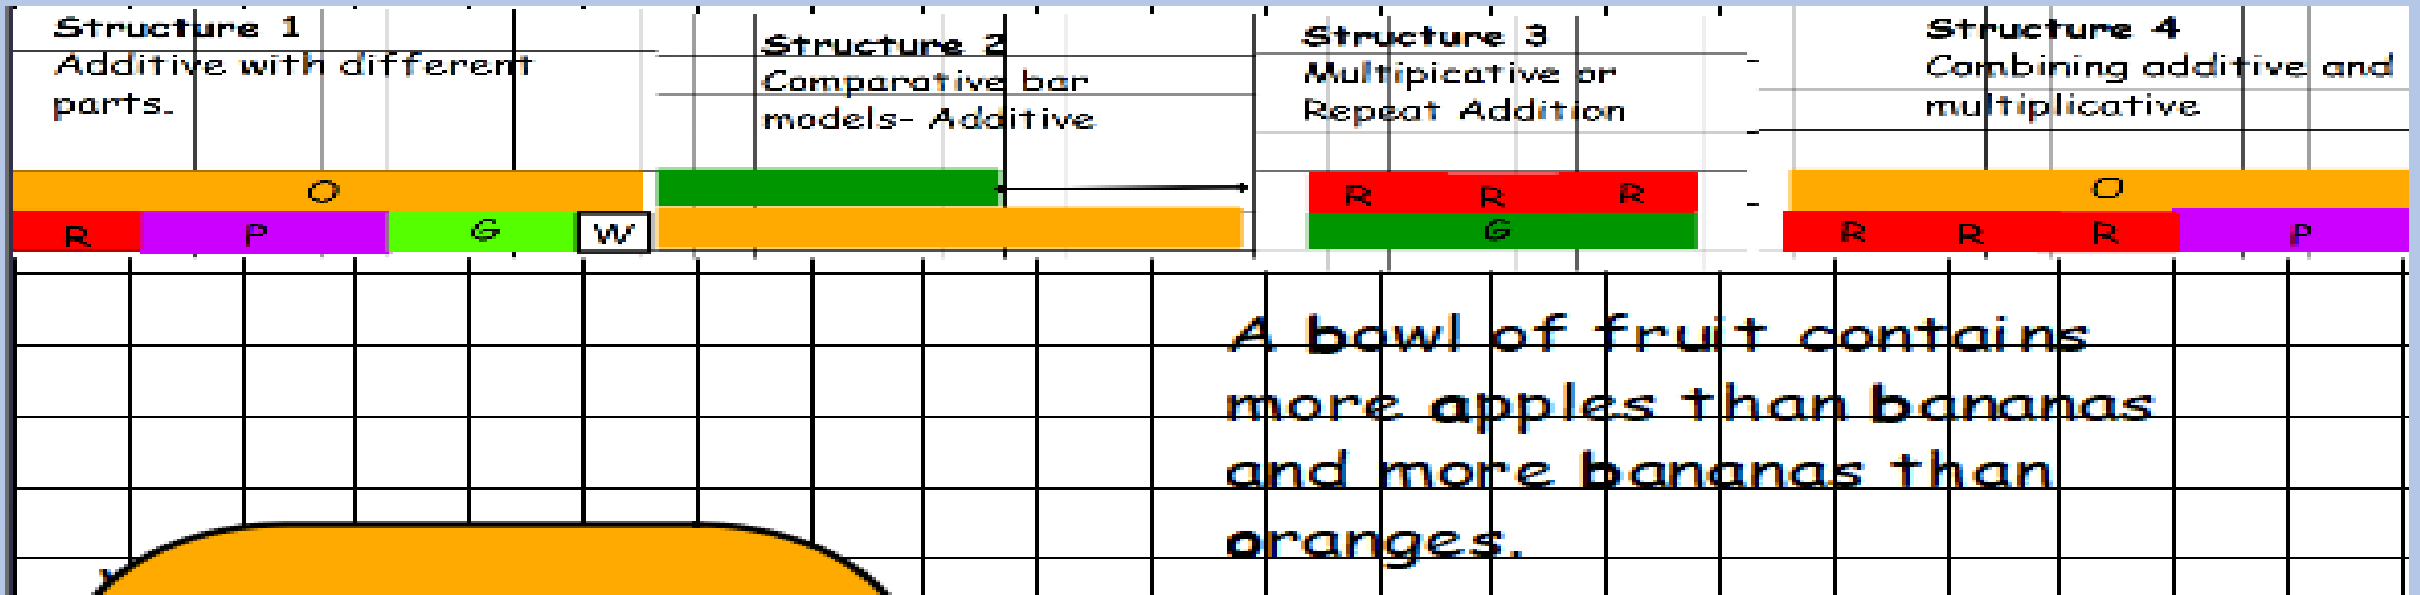 Structure 1
Additive with different
parts.
O
R P G W
Structure 2
Comparative bar
models- Additive
Structure 3
Multipicative or
Repeat Addition
R R R
G
Structure 4
Combining additive and
multiplicative
O
R R R P
A bowl of fruit contains
more apples than bananas
and more bananas than
oranges.